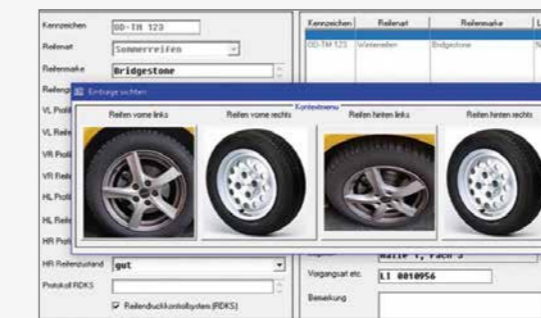 Kennzeichen OD-TM 123
Reifenart Sommerreifen
Reifenmarke Bridgestone
VL Profil
VL Reife
VR Profil
VR Reife
HL Profil
HL Reife
HR Profil
HR Reifenzustand gut
Protokoll RDKS
Reifendruckkontrollsystem (RDKS)
Kennzeichen Reifenart Reifenmarke L
OD-TM 123 Winterreifen Bridgestone
Einträge sichten
Kontextmenu
Reifen vorne links Reifen vorne rechts Reifen hinten links Reifen hinten rechts
Halle 1, Fach 3
Vorgangsart etc. LI 0010956
Bemerkung